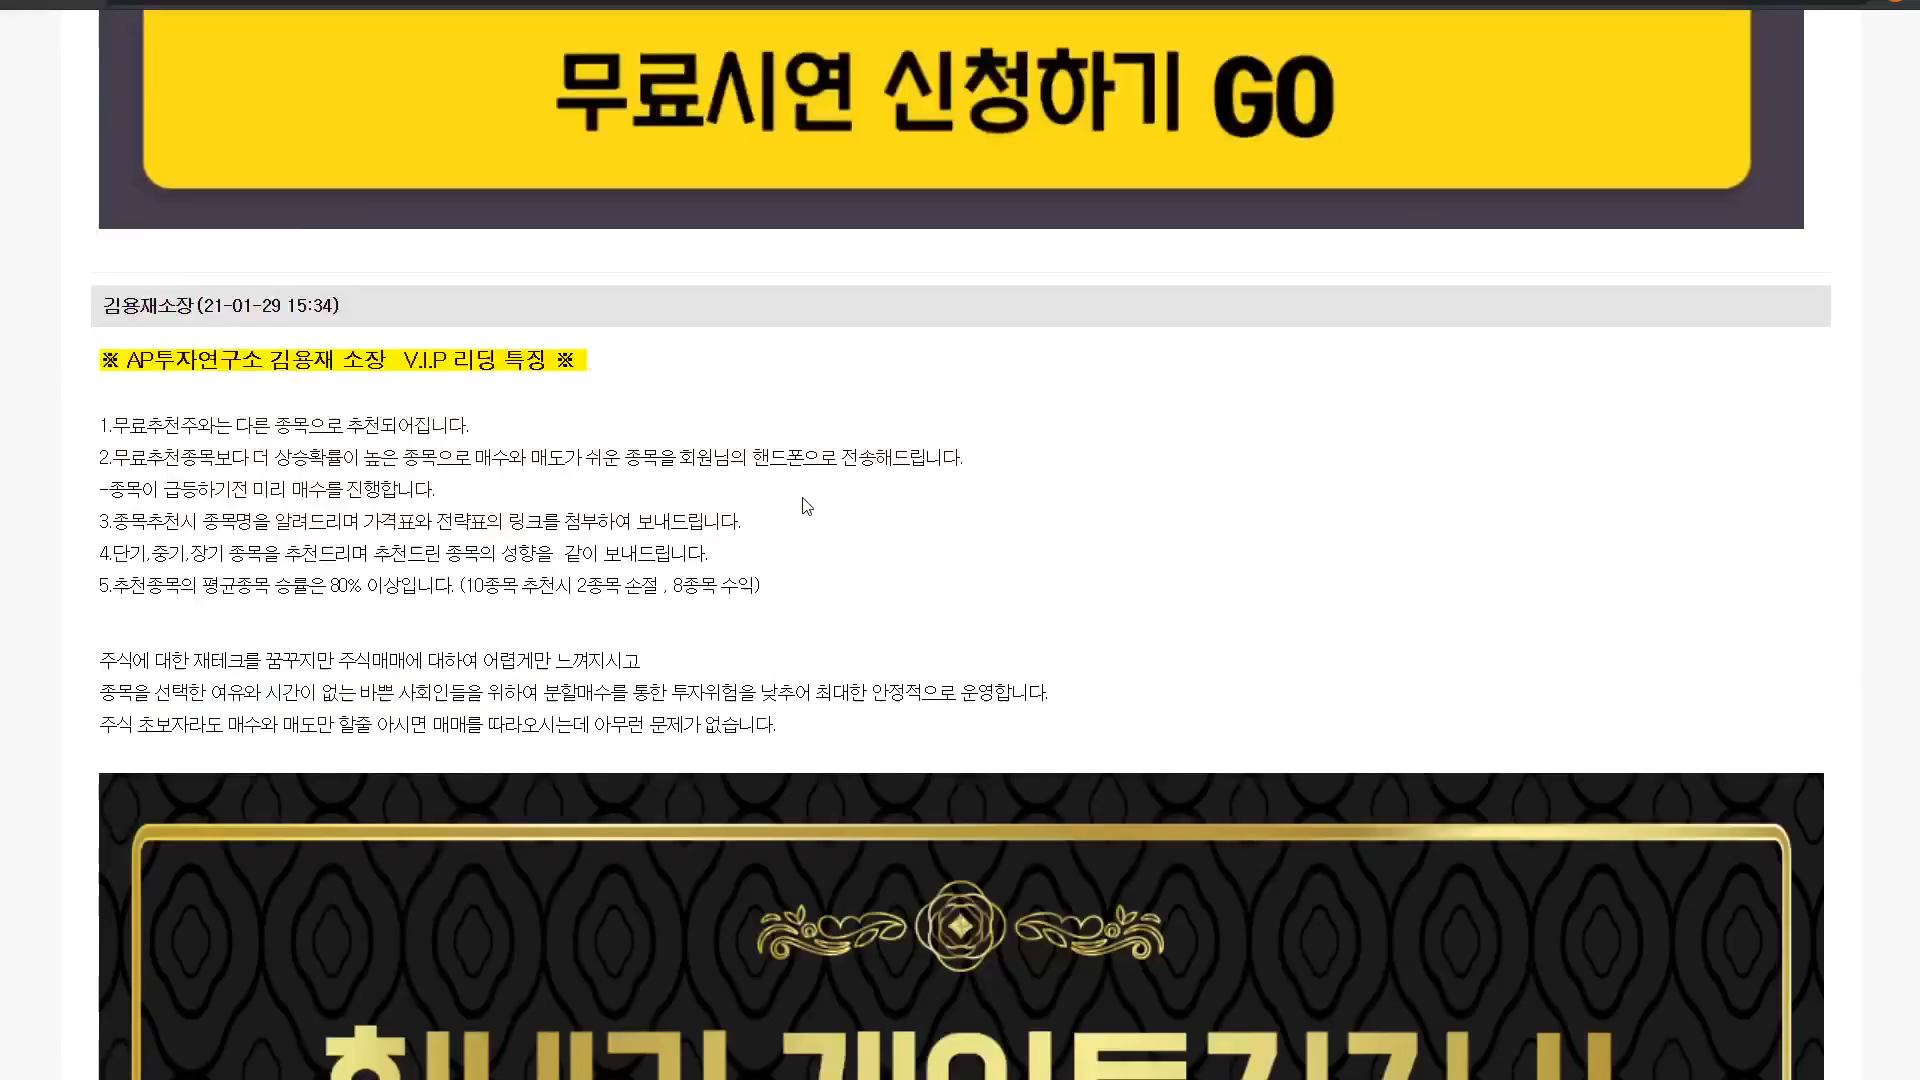 무료시연 신청하기 GO
김용재소장 (21-01-29 15:34)
※ AP투자연구소 김용재 소장 V.I.P 리딩 특징 ※
1.무료추천주와는 다른 종목으로 추천되어집니다.
2.무료추천종목보다 더 상승확률이 높은 종목으로 매수와 매도가 쉬운 종목을 회원님의 핸드폰으로 전송해드립니다.
-종목이 급등하기전 미리 매수를 진행합니다.
3.종목추천시 종목명을 알려드리며 가격표와 전략표의 링크를 첨부하여 보내드립니다.
4.단기,중기,장기 종목을 추천드리며 추천드린 종목의 성향을 같이 보내드립니다.
5.추천종목의 평균종목 승률은 80% 이상입니다. (10종목 추천시 2종목 손절 , 8종목 수익)
주식에 대한 재테크를 꿈꾸지만 주식매매에 대하여 어렵게만 느껴지시고
종목을 선택한 여유와 시간이 없는 바쁜 사회인들을 위하여 분할매수를 통한 투자위험을 낮추어 최대한 안정적으로 운영합니다.
주식 초보자라도 매수와 매도만 할줄 아시면 매매를 따라오시는데 아무런 문제가 없습니다.